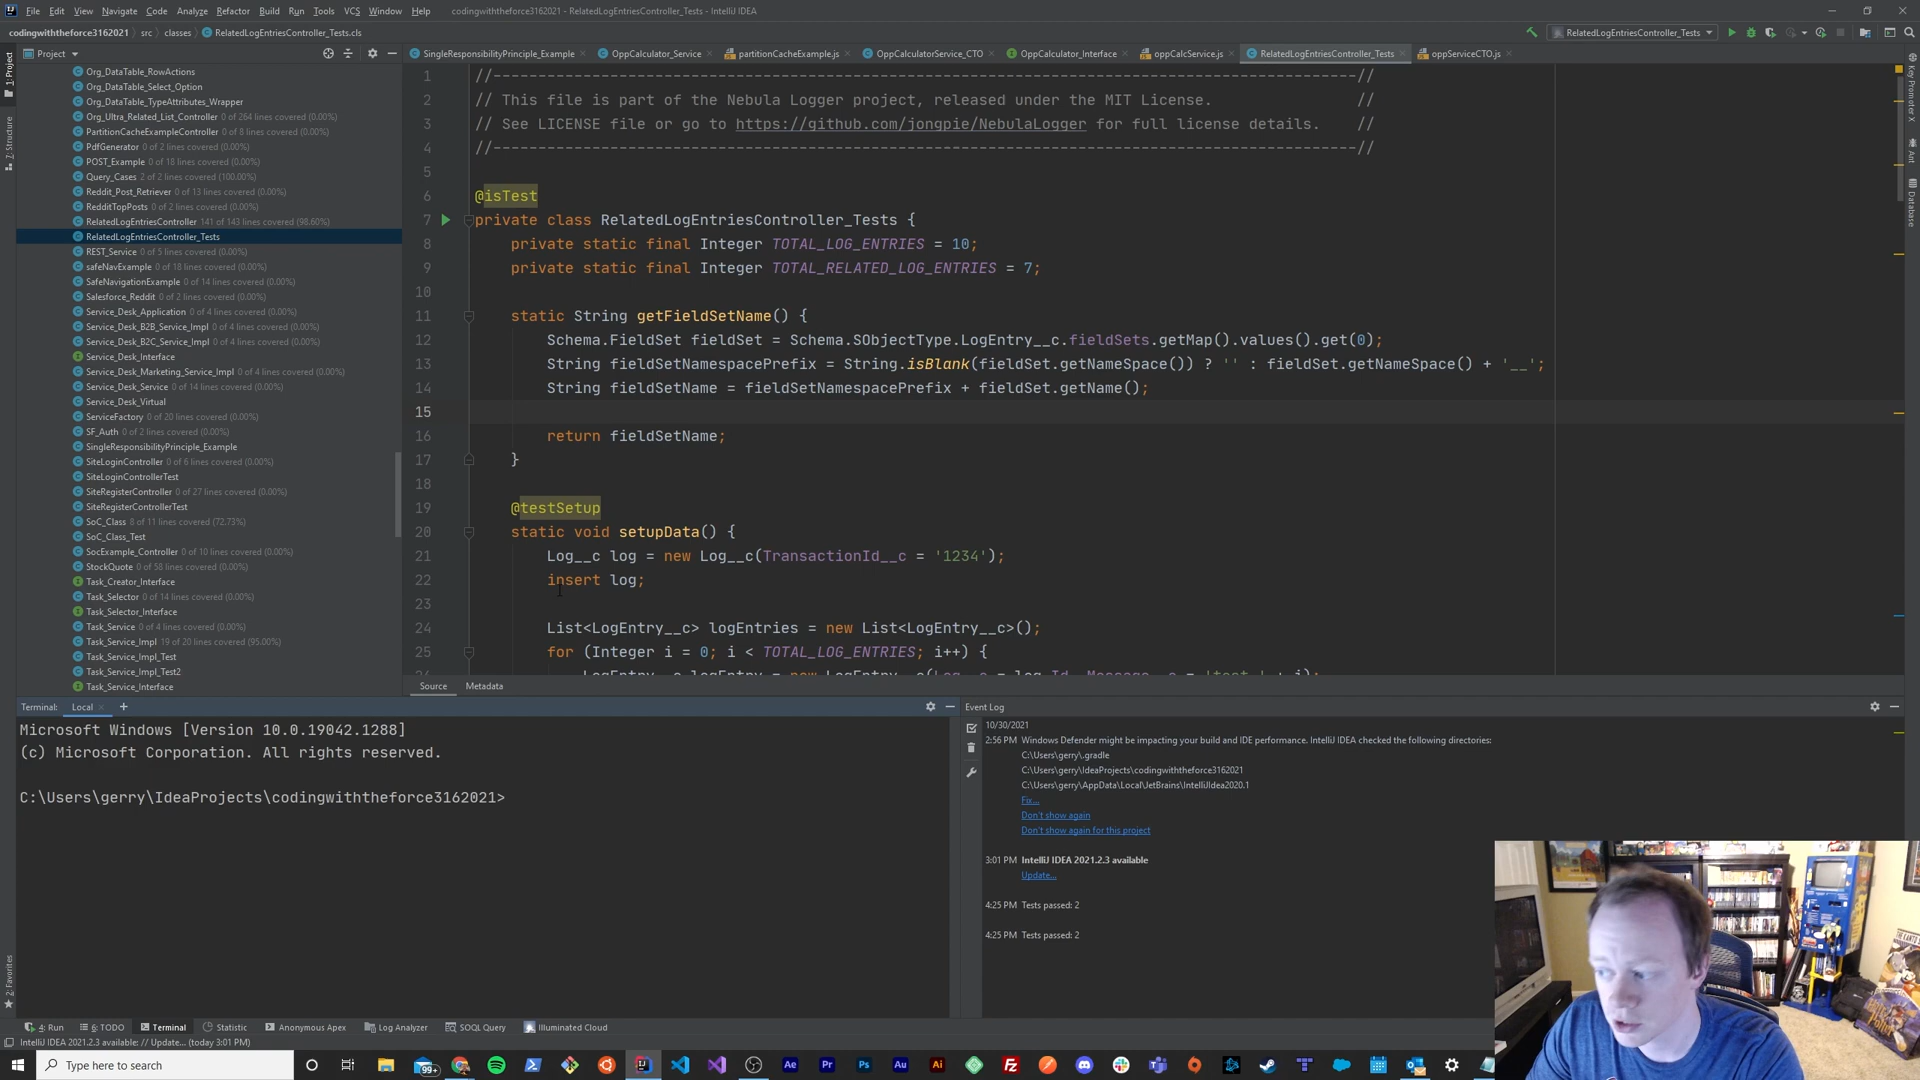 File Edit View Navigate Code Analyze Refactor Build Run Tools VCS Window Help codingwiththeforce3162021 - RelatedLogEntriesController_Tests - IntelliJ IDEA
codingwiththeforce3162021 src classes RelatedLogEntriesController_Tests.cls RelatedLogEntriesController_Tests
Project
SingleResponsibilityPrinciple_Example OppCalculator_Service partitionCacheExample.js OppCalculatorService_CTO OppCalculator_Interface oppCalcService.js RelatedLogEntriesController_Tests oppServiceCTO.js
1: Project
7: Structure
2: Favorites
Key Promoter X
Ant
Database
Org_DataTable_RowActions
Org_DataTable_Select_Option
Org_DataTable_TypeAttributes_Wrapper
Org_Ultra_Related_List_Controller 0 of 264 lines covered (0.00%)
PartitionCacheExampleController 0 of 8 lines covered (0.00%)
PdfGenerator 0 of 2 lines covered (0.00%)
POST_Example 0 of 18 lines covered (0.00%)
Query_Cases 2 of 2 lines covered (100.00%)
Reddit_Post_Retriever 0 of 13 lines covered (0.00%)
RedditTopPosts 0 of 2 lines covered (0.00%)
RelatedLogEntriesController 141 of 143 lines covered (98.60%)
RelatedLogEntriesController_Tests
REST_Service 0 of 5 lines covered (0.00%)
safeNavExample 0 of 18 lines covered (0.00%)
SafeNavigationExample 0 of 14 lines covered (0.00%)
Salesforce_Reddit 0 of 2 lines covered (0.00%)
Service_Desk_Application 0 of 4 lines covered (0.00%)
Service_Desk_B2B_Service_Impl 0 of 4 lines covered (0.00%)
Service_Desk_B2C_Service_Impl 0 of 4 lines covered (0.00%)
Service_Desk_Interface
Service_Desk_Marketing_Service_Impl 0 of 4 lines covered (0.00%)
Service_Desk_Service 0 of 14 lines covered (0.00%)
Service_Desk_Virtual
ServiceFactory 0 of 20 lines covered (0.00%)
SF_Auth 0 of 2 lines covered (0.00%)
SingleResponsibilityPrinciple_Example
SiteLoginController 0 of 6 lines covered (0.00%)
SiteLoginControllerTest
SiteRegisterController 0 of 27 lines covered (0.00%)
SiteRegisterControllerTest
SoC_Class 8 of 11 lines covered (72.73%)
SoC_Class_Test
SocExample_Controller 0 of 10 lines covered (0.00%)
StockQuote 0 of 58 lines covered (0.00%)
Task_Creator_Interface
Task_Selector 0 of 14 lines covered (0.00%)
Task_Selector_Interface
Task_Service 0 of 4 lines covered (0.00%)
Task_Service_Impl 19 of 20 lines covered (95.00%)
Task_Service_Impl_Test
Task_Service_Impl_Test2
Task_Service_Interface
1 //------------------------------------------------------------------------------------------------//
2 // This file is part of the Nebula Logger project, released under the MIT License. //
3 // See LICENSE file or go to https://github.com/jongpie/NebulaLogger for full license details. //
4 //------------------------------------------------------------------------------------------------//
5
6 @isTest
7 private class RelatedLogEntriesController_Tests {
8 private static final Integer TOTAL_LOG_ENTRIES = 10;
9 private static final Integer TOTAL_RELATED_LOG_ENTRIES = 7;
10
11 static String getFieldSetName() {
12 Schema.FieldSet fieldSet = Schema.SObjectType.LogEntry__c.fieldSets.getMap().values().get(0);
13 String fieldSetNamespacePrefix = String.isBlank(fieldSet.getNameSpace()) ? '' : fieldSet.getNameSpace() + '__';
14 String fieldSetName = fieldSetNamespacePrefix + fieldSet.getName();
15
16 return fieldSetName;
17 }
18
19 @testSetup
20 static void setupData() {
21 Log__c log = new Log__c(TransactionId__c = '1234');
22 insert log;
23
24 List<LogEntry__c> logEntries = new List<LogEntry__c>();
25 for (Integer i = 0; i < TOTAL_LOG_ENTRIES; i++) {
Source Metadata
Terminal: Local +
Microsoft Windows [Version 10.0.19042.1288]
(c) Microsoft Corporation. All rights reserved.
C:\Users\gerry\IdeaProjects\codingwiththeforce3162021>
Event Log
10/30/2021
2:56 PM Windows Defender might be impacting your build and IDE performance. IntelliJ IDEA checked the following directories:
C:\Users\gerry\.gradle
C:\Users\gerry\IdeaProjects\codingwiththeforce3162021
C:\Users\gerry\AppData\Local\JetBrains\IntelliJIdea2020.1
Fix...
Don't show again
Don't show again for this project
3:01 PM IntelliJ IDEA 2021.2.3 available
Update...
4:25 PM Tests passed: 2
4:25 PM Tests passed: 2
4: Run 6: TODO Terminal Statistic Anonymous Apex Log Analyzer SOQL Query Illuminated Cloud
IntelliJ IDEA 2021.2.3 available: // Update... (today 3:01 PM)
Type here to search 99+ Ae Pr Ps Au Ai